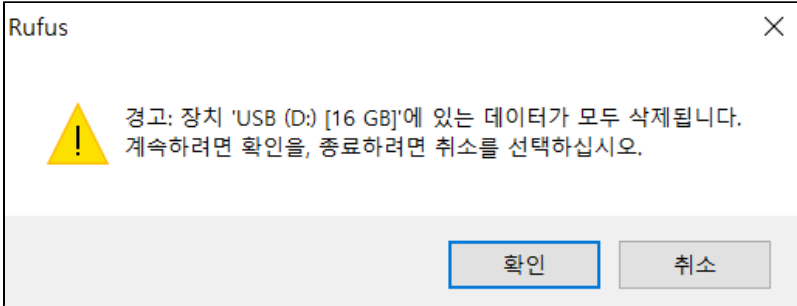 Rufus
경고: 장치 'USB (D:) [16 GB]'에 있는 데이터가 모두 삭제됩니다.
계속하려면 확인을, 종료하려면 취소를 선택하십시오.
확인
취소